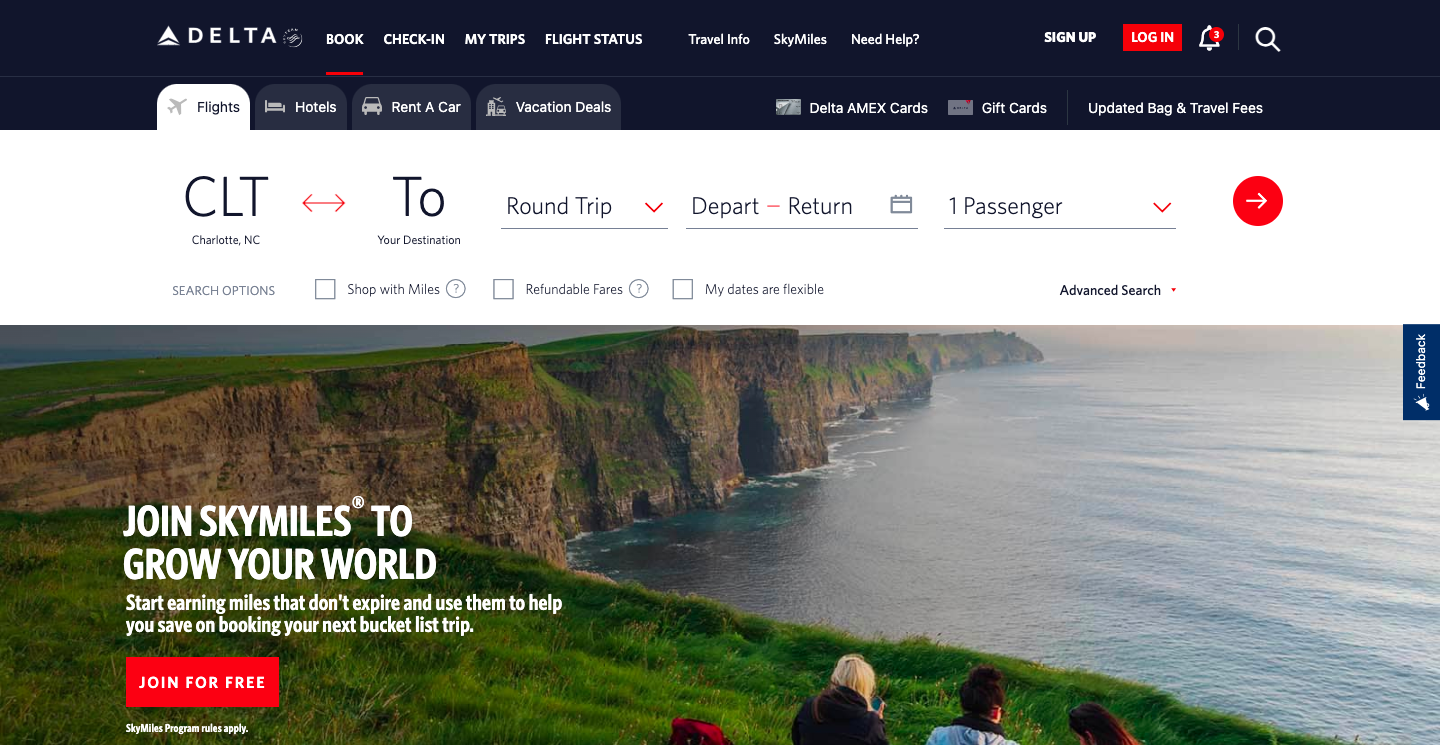 DELTA
BOOK CHECK-IN MY TRIPS FLIGHT STATUS Travel Info SkyMiles Need Help? SIGN UP LOG IN 3
Flights Hotels Rent A Car Vacation Deals Delta AMEX Cards Gift Cards Updated Bag & Travel Fees
CLT To
Round Trip Depart – Return 1 Passenger
Charlotte, NC Your Destination
SEARCH OPTIONS Shop with Miles ? Refundable Fares ? My dates are flexible Advanced Search
Feedback
JOIN SKYMILES® TO
GROW YOUR WORLD
Start earning miles that don't expire and use them to help
you save on booking your next bucket list trip.
JOIN FOR FREE
SkyMiles Program rules apply.